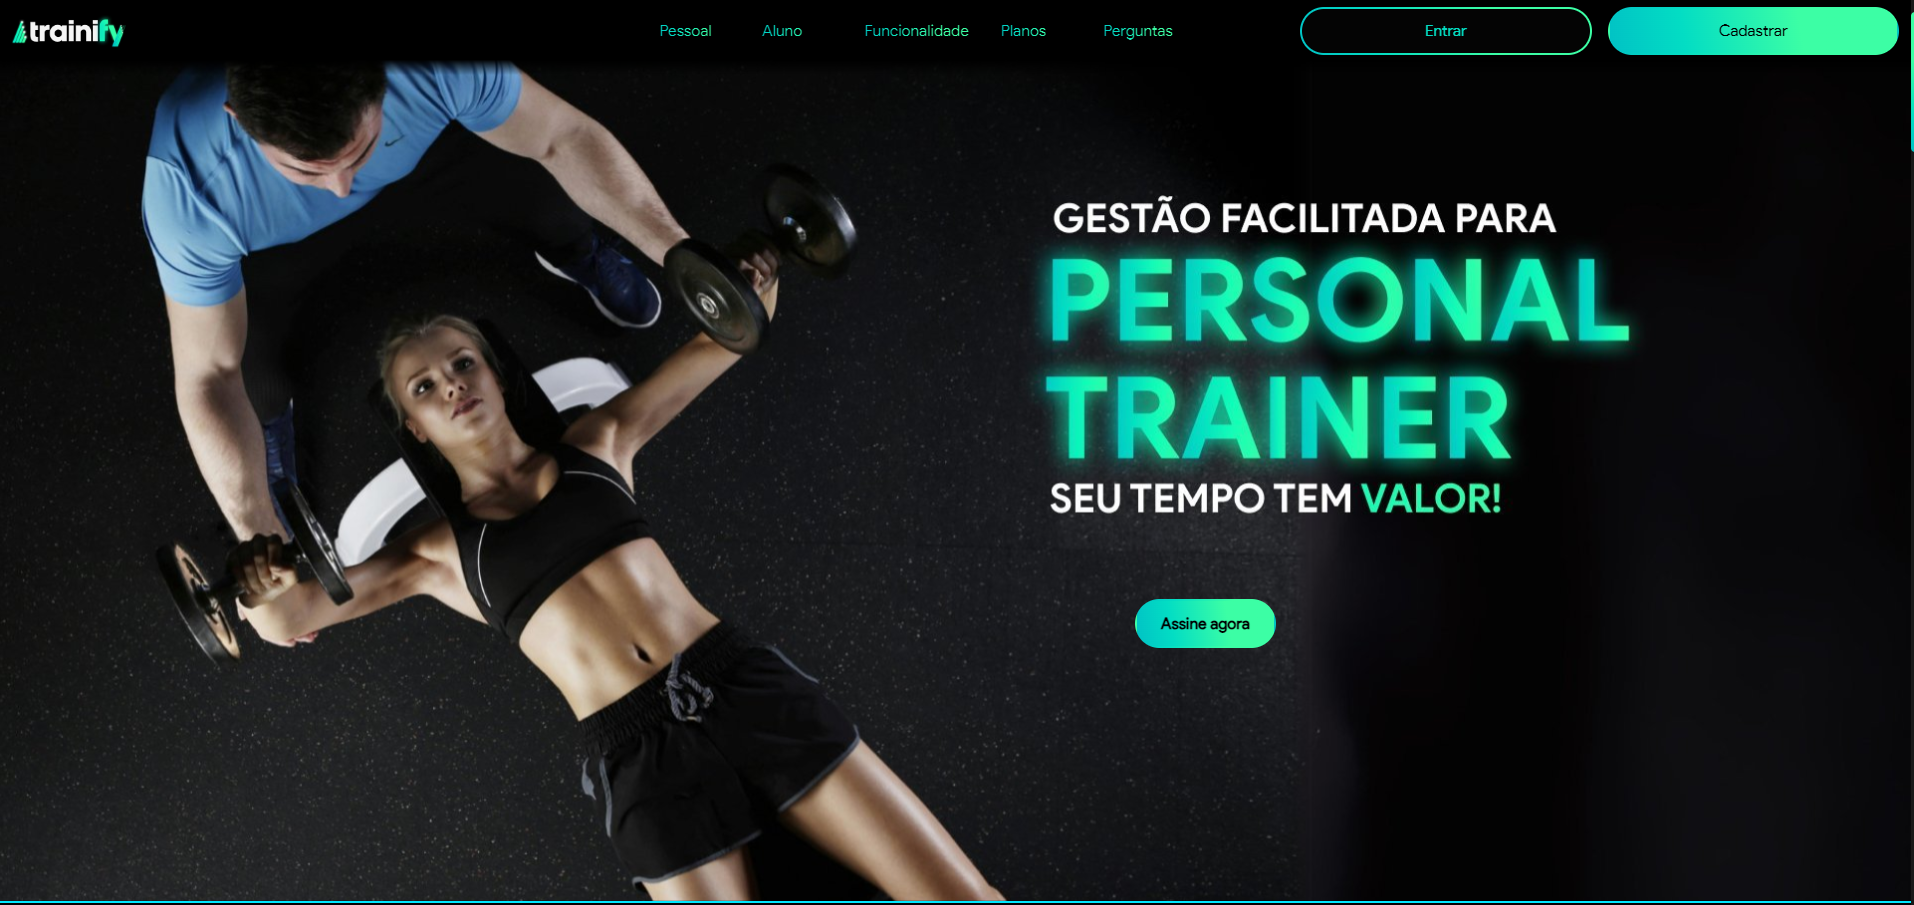 trainify
Pessoal Aluno Funcionalidade Planos Perguntas Entrar Cadastrar
GESTÃO FACILITADA PARA
PERSONAL
TRAINER
SEU TEMPO TEM VALOR!
Assine agora